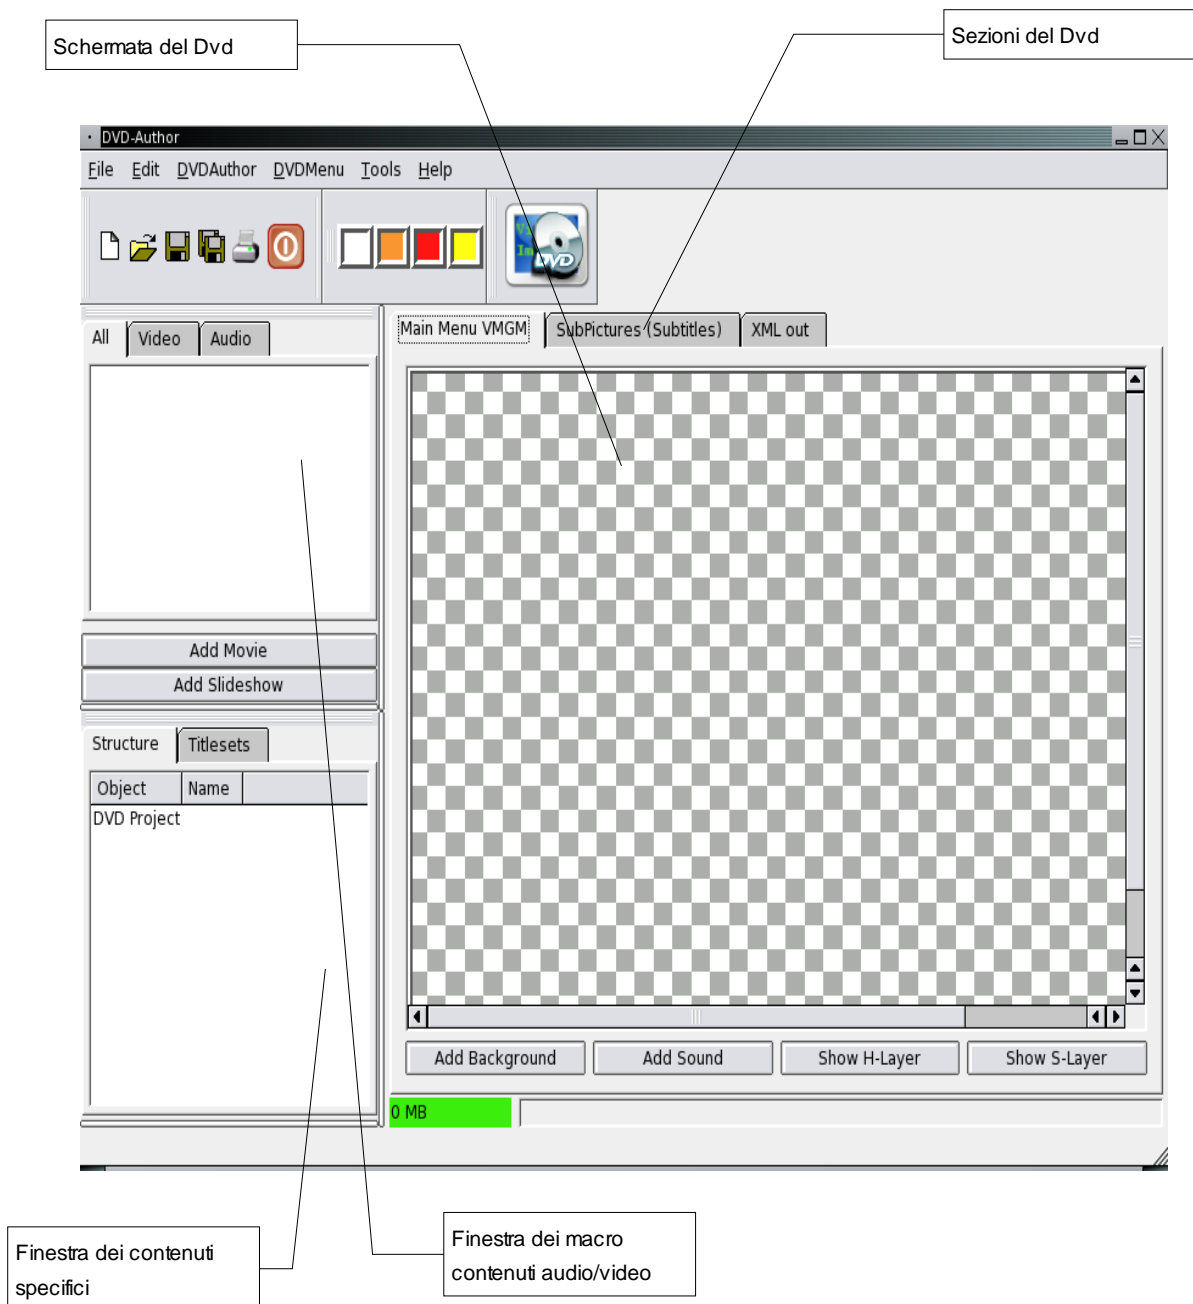 Schermata del Dvd
Sezioni del Dvd
DVD-Author
File Edit DVDAuthor DVDMenu Tools Help
DVD
All Video Audio
Main Menu VMGM SubPictures (Subtitles) XML out
Add Movie
Add Slideshow
Structure Titlesets
Object Name
DVD Project
Add Background Add Sound Show H-Layer Show S-Layer
0 MB
Finestra dei contenuti
specifici
Finestra dei macro
contenuti audio/video